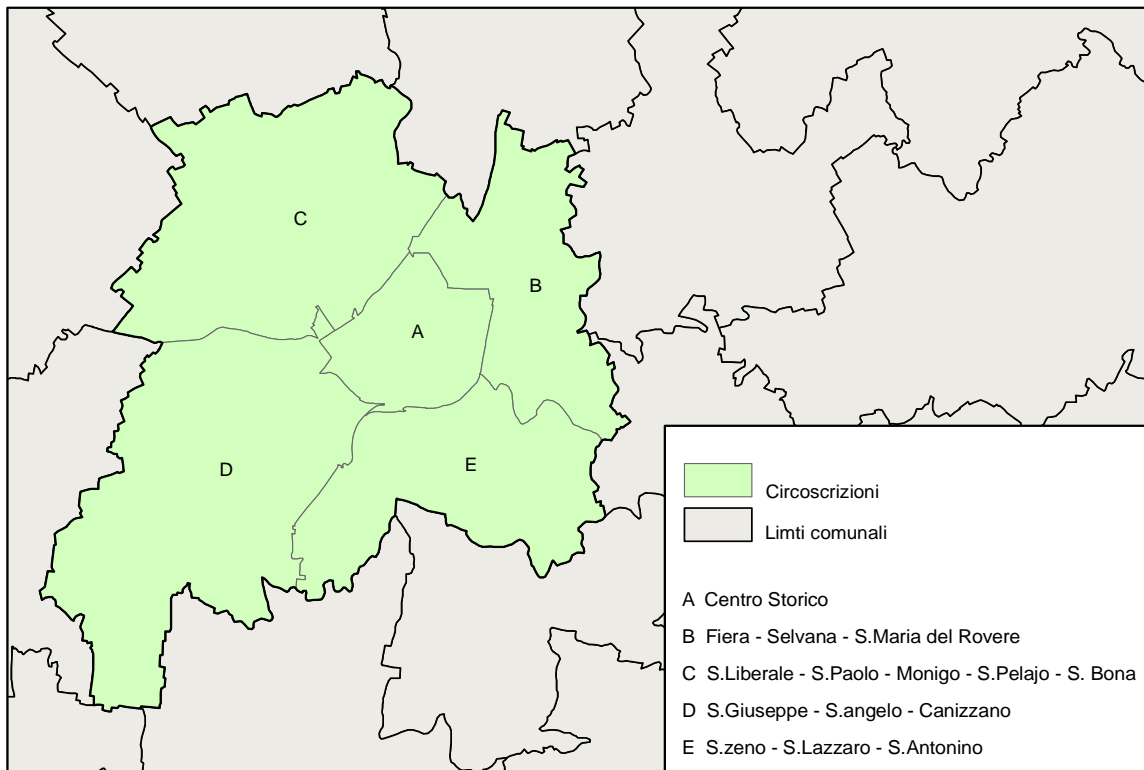 C
B
A
D
E
Circoscrizioni
Limti comunali
A Centro Storico
B Fiera - Selvana - S.Maria del Rovere
C S.Liberale - S.Paolo - Monigo - S.Pelajo - S. Bona
D S.Giuseppe - S.angelo - Canizzano
E S.zeno - S.Lazzaro - S.Antonino